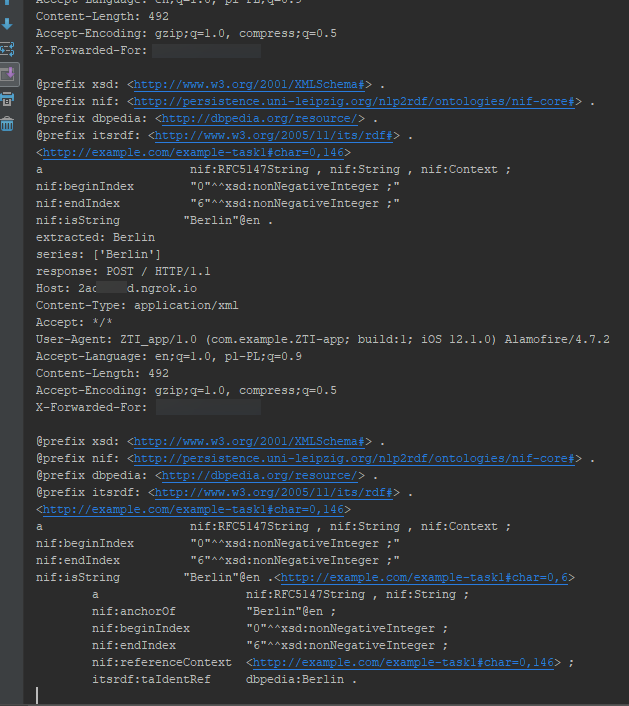 Accept-Language: en;q=1.0, pl-PL;q=0.9
Content-Length: 492
Accept-Encoding: gzip;q=1.0, compress;q=0.5
X-Forwarded-For:
@prefix xsd: <http://www.w3.org/2001/XMLSchema#> .
@prefix nif: <http://persistence.uni-leipzig.org/nlp2rdf/ontologies/nif-core#> .
@prefix dbpedia: <http://dbpedia.org/resource/> .
@prefix itsrdf: <http://www.w3.org/2005/11/its/rdf#> .
<http://example.com/example-task1#char=0,146>
a                      nif:RFC5147String , nif:String , nif:Context ;
nif:beginIndex        "0"^^xsd:nonNegativeInteger ;"
nif:endIndex          "6"^^xsd:nonNegativeInteger ;"
nif:isString         "Berlin"@en .
extracted: Berlin
series: ['Berlin']
response: POST / HTTP/1.1
Host: 2ac d.ngrok.io
Content-Type: application/xml
Accept: */*
User-Agent: ZTI_app/1.0 (com.example.ZTI-app; build:1; iOS 12.1.0) Alamofire/4.7.2
Accept-Language: en;q=1.0, pl-PL;q=0.9
Content-Length: 492
Accept-Encoding: gzip;q=1.0, compress;q=0.5
X-Forwarded-For:
@prefix xsd: <http://www.w3.org/2001/XMLSchema#> .
@prefix nif: <http://persistence.uni-leipzig.org/nlp2rdf/ontologies/nif-core#> .
@prefix dbpedia: <http://dbpedia.org/resource/> .
@prefix itsrdf: <http://www.w3.org/2005/11/its/rdf#> .
<http://example.com/example-task1#char=0,146>
a                      nif:RFC5147String , nif:String , nif:Context ;
nif:beginIndex        "0"^^xsd:nonNegativeInteger ;"
nif:endIndex          "6"^^xsd:nonNegativeInteger ;"
nif:isString         "Berlin"@en .<http://example.com/example-task1#char=0,6>
a                     nif:RFC5147String , nif:String ;
nif:anchorOf          "Berlin"@en ;
nif:beginIndex        "0"^^xsd:nonNegativeInteger ;
nif:endIndex          "6"^^xsd:nonNegativeInteger ;
nif:referenceContext  <http://example.com/example-task1#char=0,146> ;
itsrdf:taIdentRef     dbpedia:Berlin .